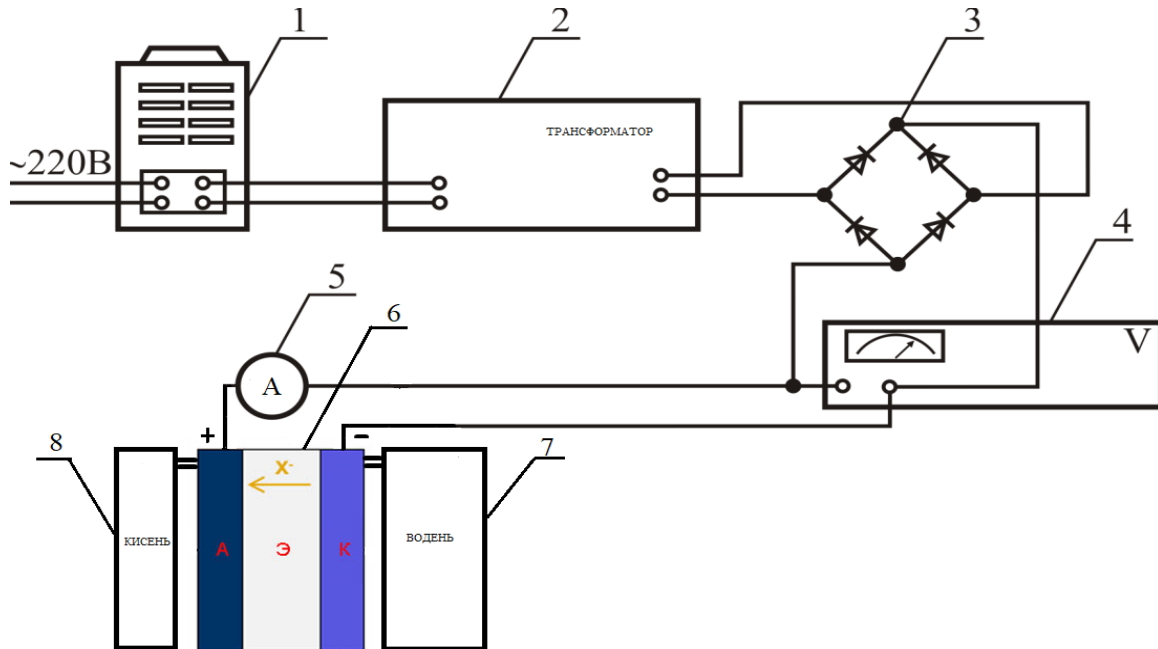 1
2
3
ТРАНСФОРМАТОР
~220В
4
V
5
6
А
+
-
8
7
X-
КИСЕНЬ
А
Э
К
ВОДЕНЬ